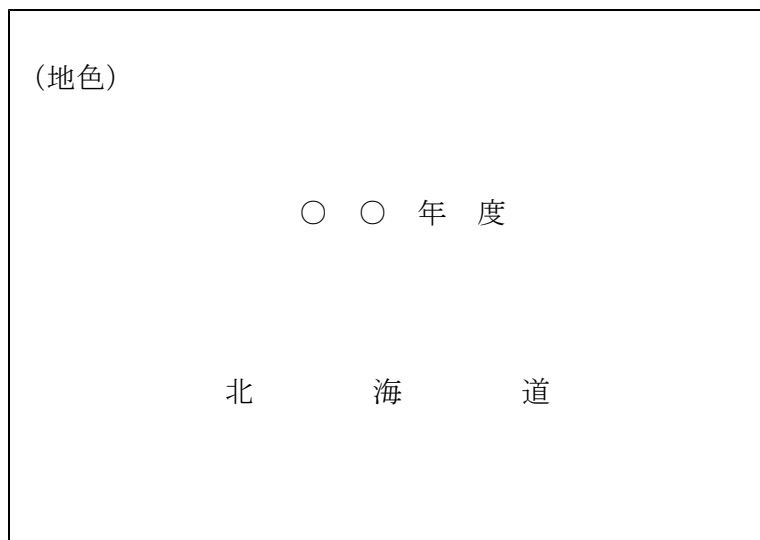 (地色)
○ ○ 年 度
北 海 道